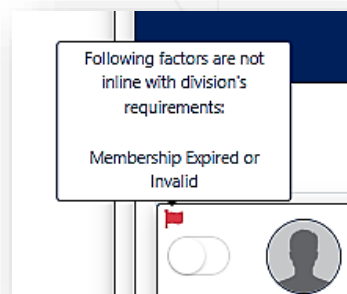 Following factors are not
inline with division's
requirements:
Membership Expired or
Invalid